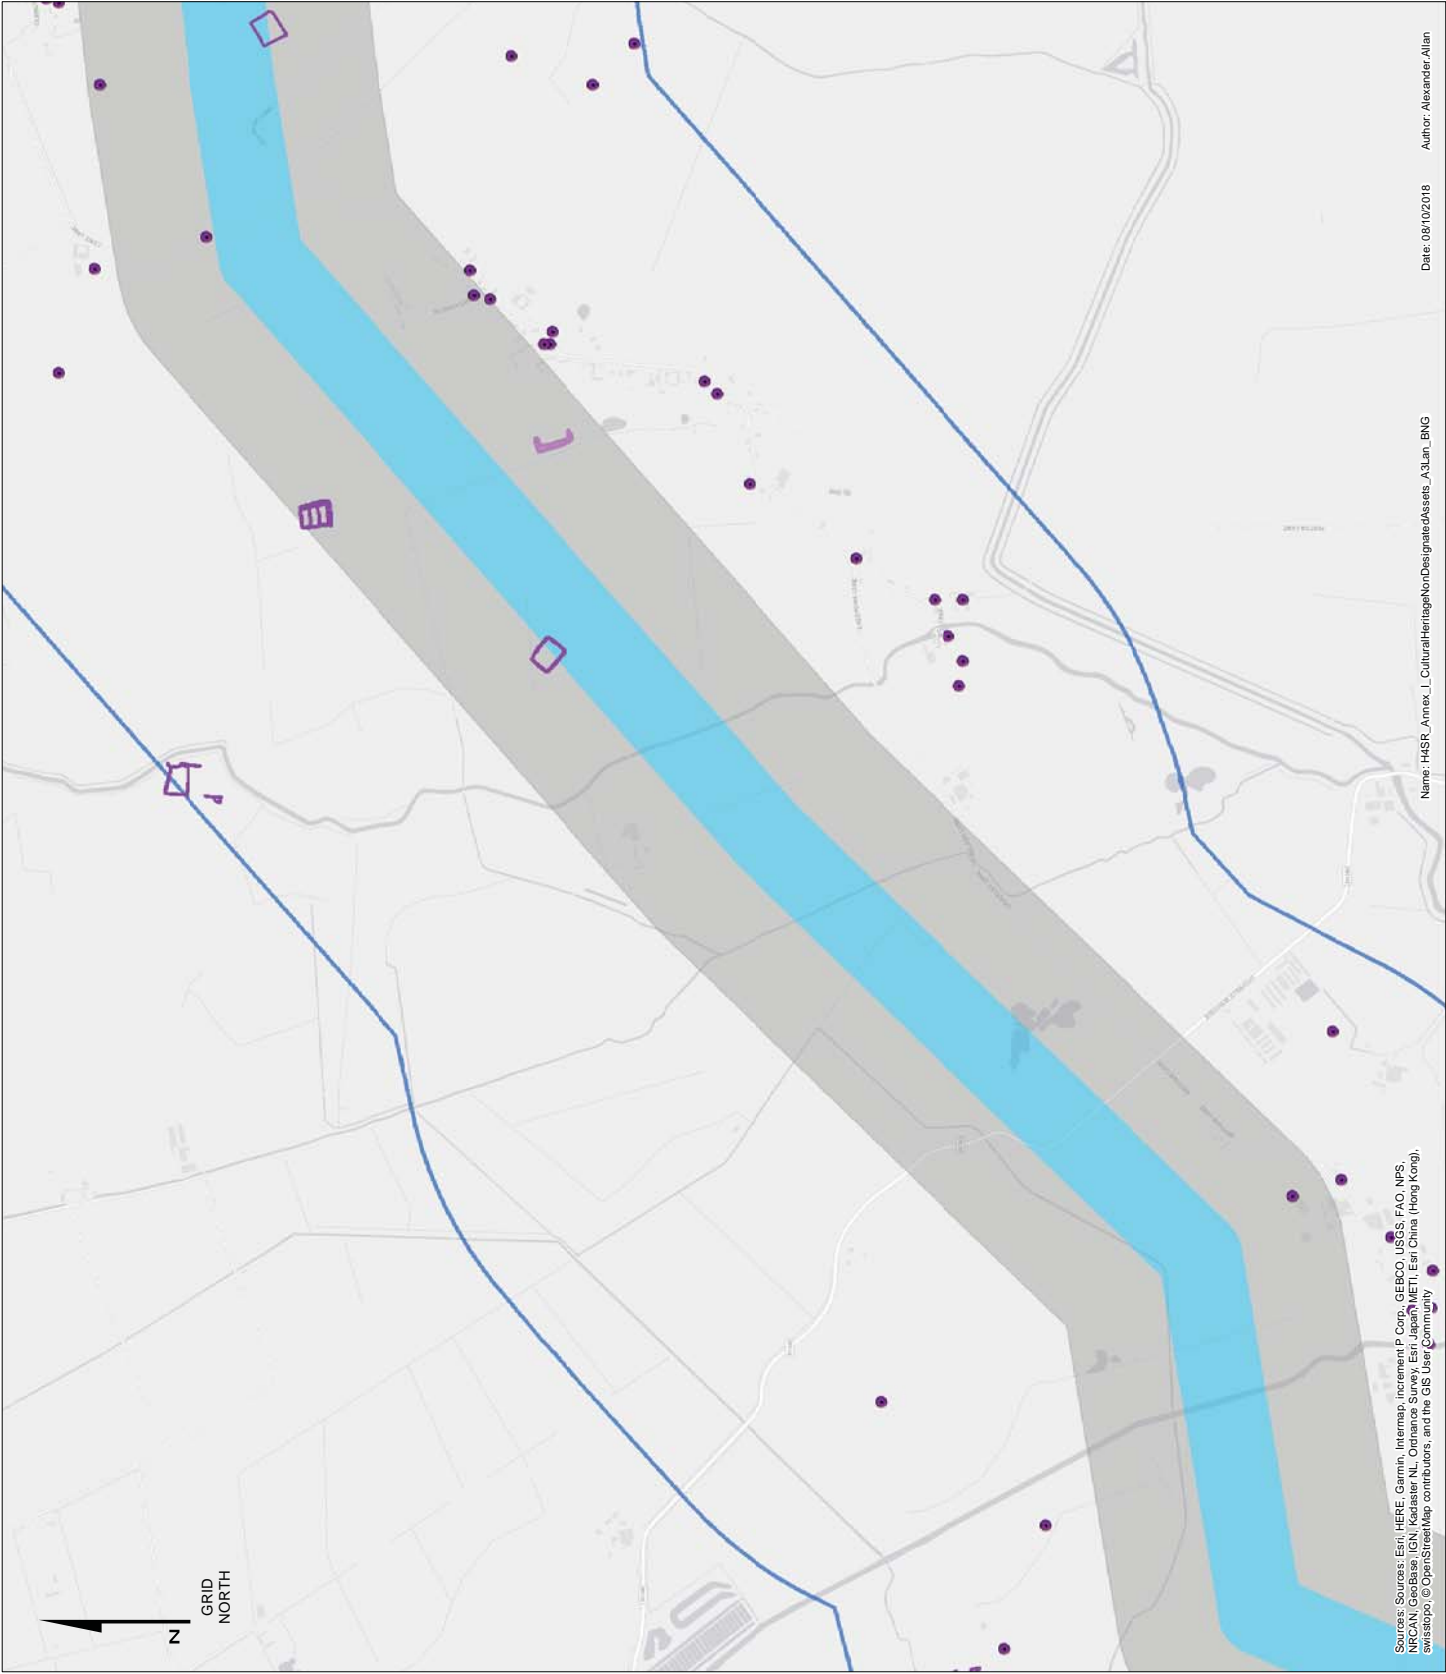 GRID
NORTH
N
Sources: Sources: Esri, HERE, Garmin, Intermap, increment P Corp., GEBCO, USGS, FAO, NPS,
NRCAN, GeoBase, IGN, Kadaster NL, Ordnance Survey, Esri Japan, METI, Esri China (Hong Kong),
swisstopo, © OpenStreetMap contributors, and the GIS User Community
Name: H4SR_Annex_I_CulturalHeritageNonDesignatedAssets_A3Lan_BNG
Date: 08/10/2018
Author: Alexander.Allan